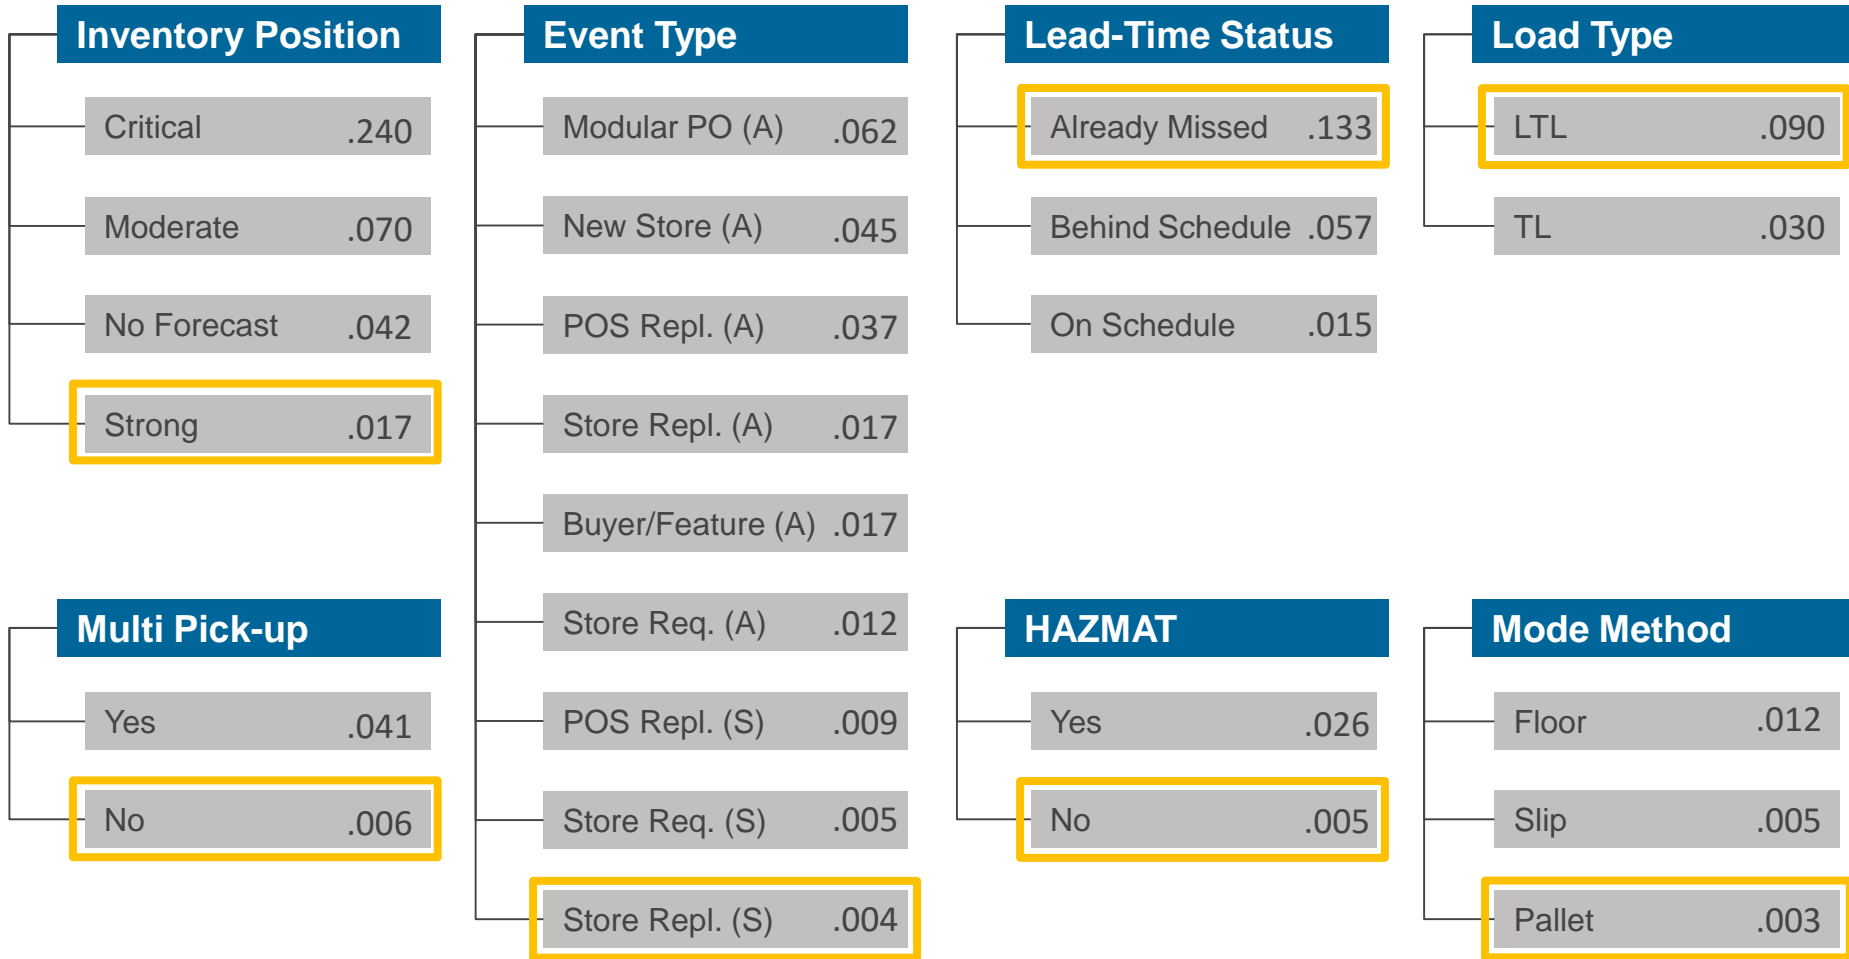 Inventory Position
Critical .240
Moderate .070
No Forecast .042
Strong .017
Event Type
Modular PO (A) .062
New Store (A) .045
POS Repl. (A) .037
Store Repl. (A) .017
Buyer/Feature (A) .017
Store Req. (A) .012
POS Repl. (S) .009
Store Req. (S) .005
Store Repl. (S) .004
Lead-Time Status
Already Missed .133
Behind Schedule .057
On Schedule .015
Load Type
LTL .090
TL .030
Multi Pick-up
Yes .041
No .006
HAZMAT
Yes .026
No .005
Mode Method
Floor .012
Slip .005
Pallet .003